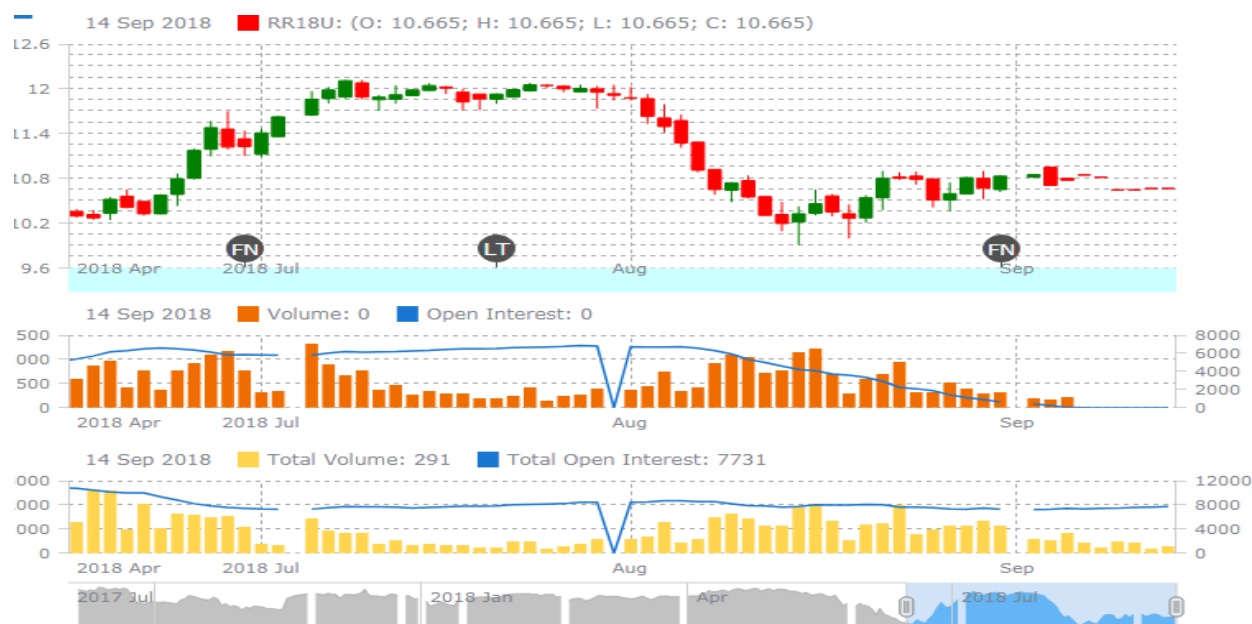 14 Sep 2018 RR18U: (O: 10.665; H: 10.665; L: 10.665; C: 10.665)
12.6
12
11.4
10.8
10.2
9.6
FN LT FN
2018 Apr 2018 Jul Aug Sep
14 Sep 2018 Volume: 0 Open Interest: 0
500 8000
000 6000
500 4000
2000
0 0
2018 Apr 2018 Jul Aug Sep
14 Sep 2018 Total Volume: 291 Total Open Interest: 7731
000 12000
000 8000
000 4000
0 0
2018 Apr 2018 Jul Aug Sep
2017 Jul 2018 Jan Apr 2018 Jul